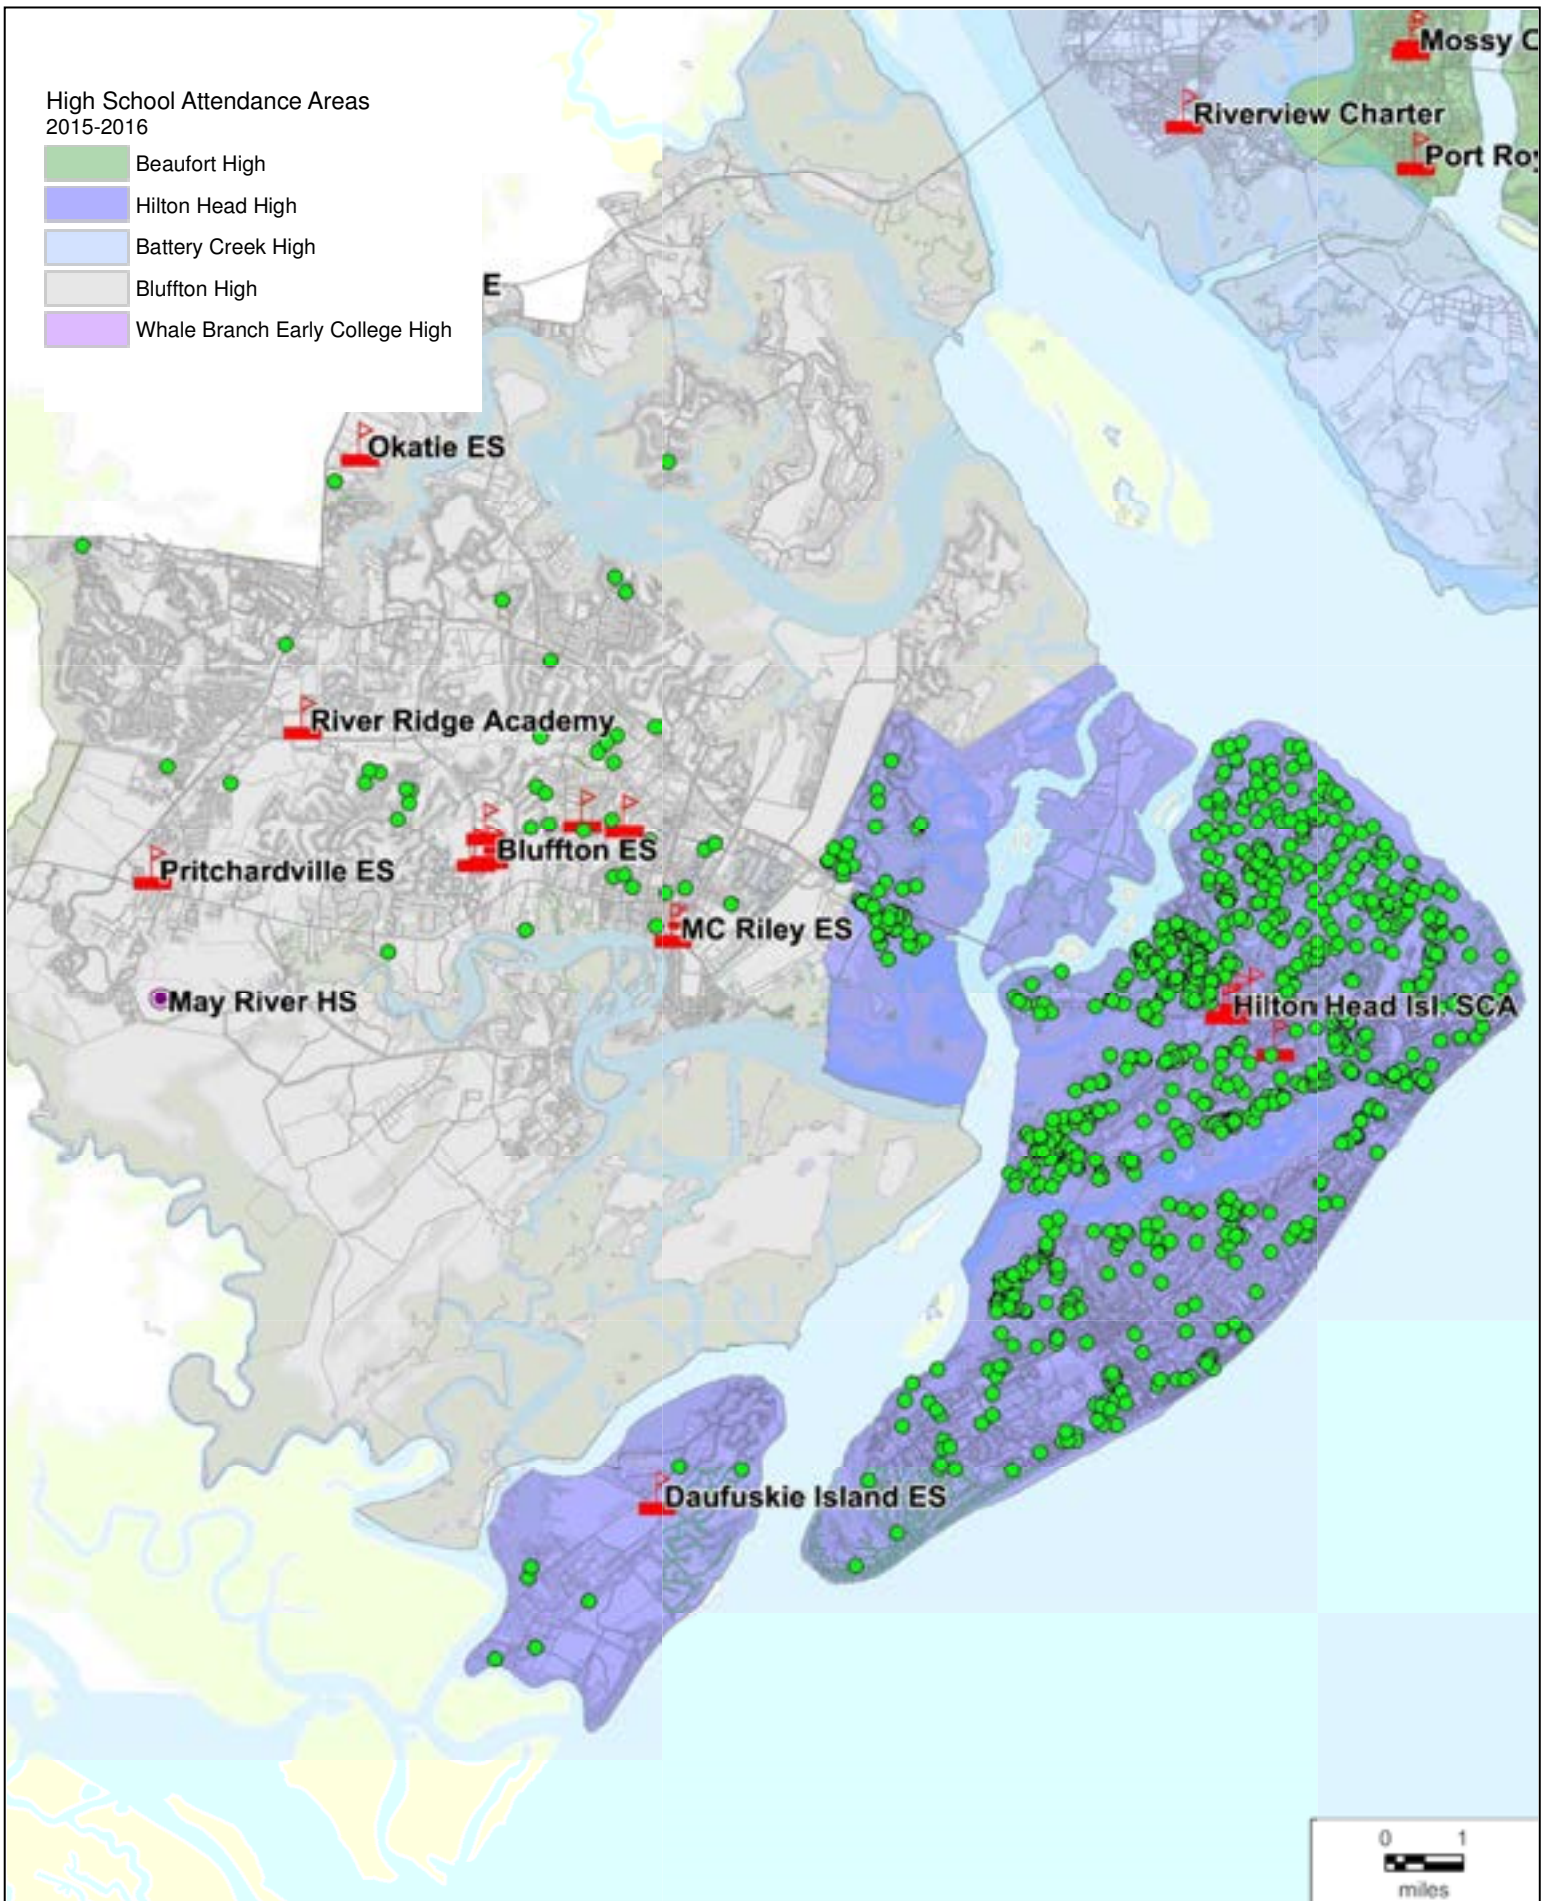 High School Attendance Areas
2015-2016
Beaufort High
Hilton Head High
Battery Creek High
Bluffton High
Whale Branch Early College High
Mossy C
Riverview Charter
Port Roy
E
Okatie ES
River Ridge Academy
Bluffton ES
Pritchardville ES
MC Riley ES
May River HS
Hilton Head Isl. SCA
Daufuskie Island ES
0 1
miles